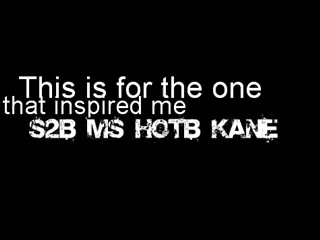 This is for the one
that inspired me
S2B MS HOTB KANE